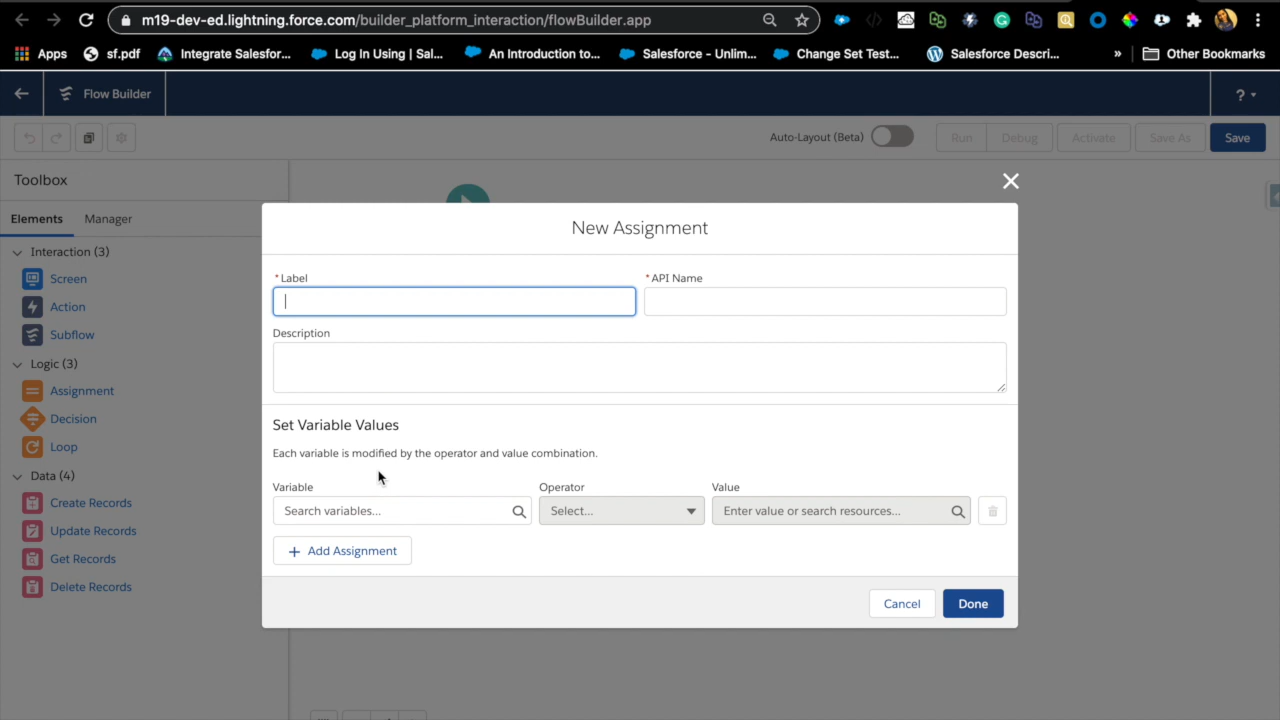 m19-dev-ed.lightning.force.com/builder_platform_interaction/flowBuilder.app
Apps sf.pdf Integrate Salesfor... Log In Using | Sal... An Introduction to... Salesforce - Unlim... Change Set Test... Salesforce Descri... » Other Bookmarks
Flow Builder ?
Auto-Layout (Beta) Run Debug Activate Save As Save
Toolbox
Elements Manager
New Assignment
Interaction (3)
Screen
Action
Subflow
Logic (3)
Assignment
Decision
Loop
Data (4)
Create Records
Update Records
Get Records
Delete Records
* Label * API Name
Description
Set Variable Values
Each variable is modified by the operator and value combination.
Variable Operator Value
Search variables... Select... Enter value or search resources...
+ Add Assignment
Cancel Done